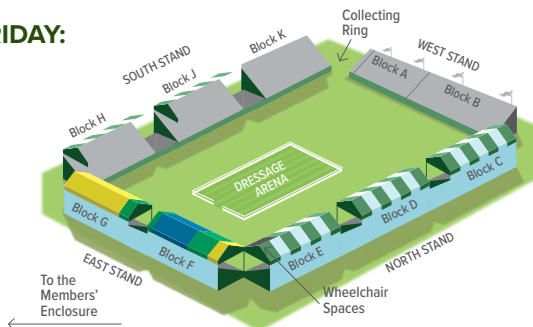 RIDAY:
Collecting
Ring
SOUTH STAND
WEST STAND
Block K
Block J
Block H
Block A
Block B
Block C
Block D
Block E
Block F
Block G
DRESSAGE
ARENA
NORTH STAND
EAST STAND
Wheelchair
Spaces
To the
Members'
Enclosure